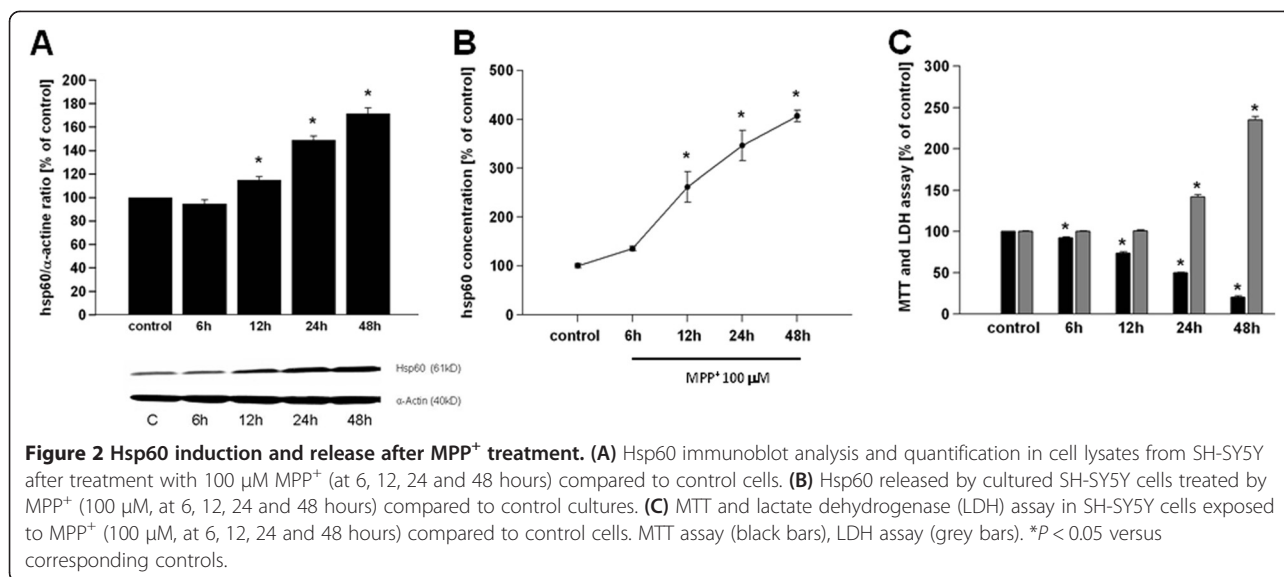 A
hsp60/α-actine ratio [% of control]
200
180
160
140
120
100
80
60
40
20
0
*
*
*
control 6h 12h 24h 48h
Hsp60 (61kD)
α-Actin (40kD)
C 6h 12h 24h 48h
B
hsp60 concentration [% of control]
500
400
300
200
100
0
*
*
*
control 6h 12h 24h 48h
MPP+ 100 µM
C
MTT and LDH assay [% of control]
300
250
200
150
100
50
0
*
*
*
*
*
*
control 6h 12h 24h 48h
Figure 2 Hsp60 induction and release after MPP+ treatment. (A) Hsp60 immunoblot analysis and quantification in cell lysates from SH-SY5Y
after treatment with 100 µM MPP+ (at 6, 12, 24 and 48 hours) compared to control cells. (B) Hsp60 released by cultured SH-SY5Y cells treated by
MPP+ (100 µM, at 6, 12, 24 and 48 hours) compared to control cultures. (C) MTT and lactate dehydrogenase (LDH) assay in SH-SY5Y cells exposed
to MPP+ (100 µM, at 6, 12, 24 and 48 hours) compared to control cells. MTT assay (black bars), LDH assay (grey bars). *P < 0.05 versus
corresponding controls.